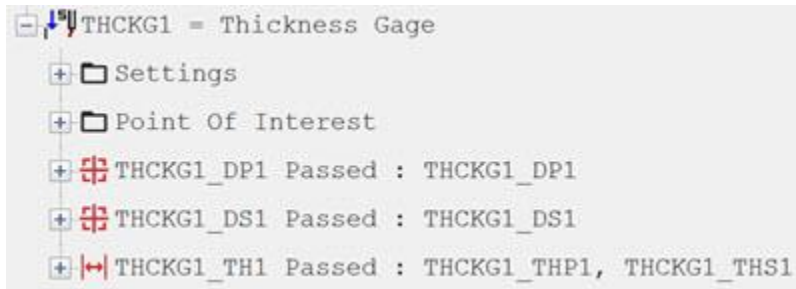 THCKG1 = Thickness Gage
Settings
Point Of Interest
THCKG1_DP1 Passed : THCKG1_DP1
THCKG1_DS1 Passed : THCKG1_DS1
THCKG1_TH1 Passed : THCKG1_THP1, THCKG1_THS1